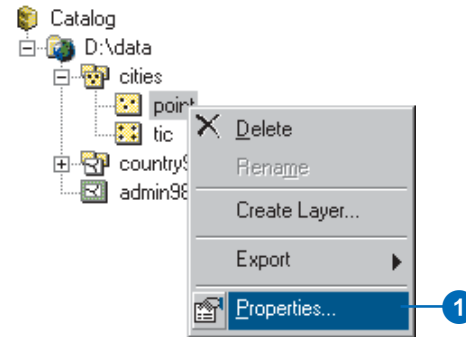 Catalog
D:\data
cities
point
tic
country9
admin98
Delete
Rename
Create Layer...
Export
Properties...
1